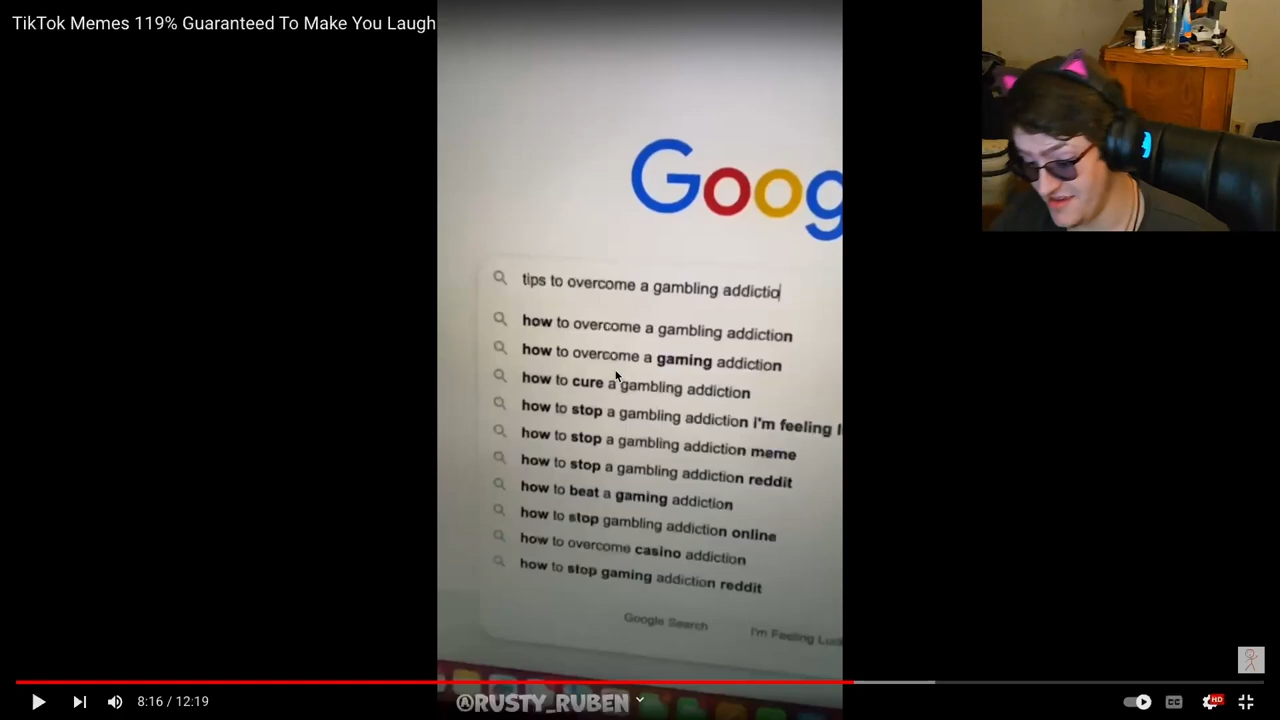 TikTok Memes 119% Guaranteed To Make You Laugh
Goog
tips to overcome a gambling addictio
how to overcome a gambling addiction
how to overcome a gaming addiction
how to cure a gambling addiction
how to stop a gambling addiction i'm feeling l
how to stop a gambling addiction meme
how to stop a gambling addiction reddit
how to beat a gaming addiction
how to stop gambling addiction online
how to overcome casino addiction
how to stop gaming addiction reddit
Google Search
I'm Feeling Luc
@RUSTY_RUBEN
8:16 / 12:19
CC
HD